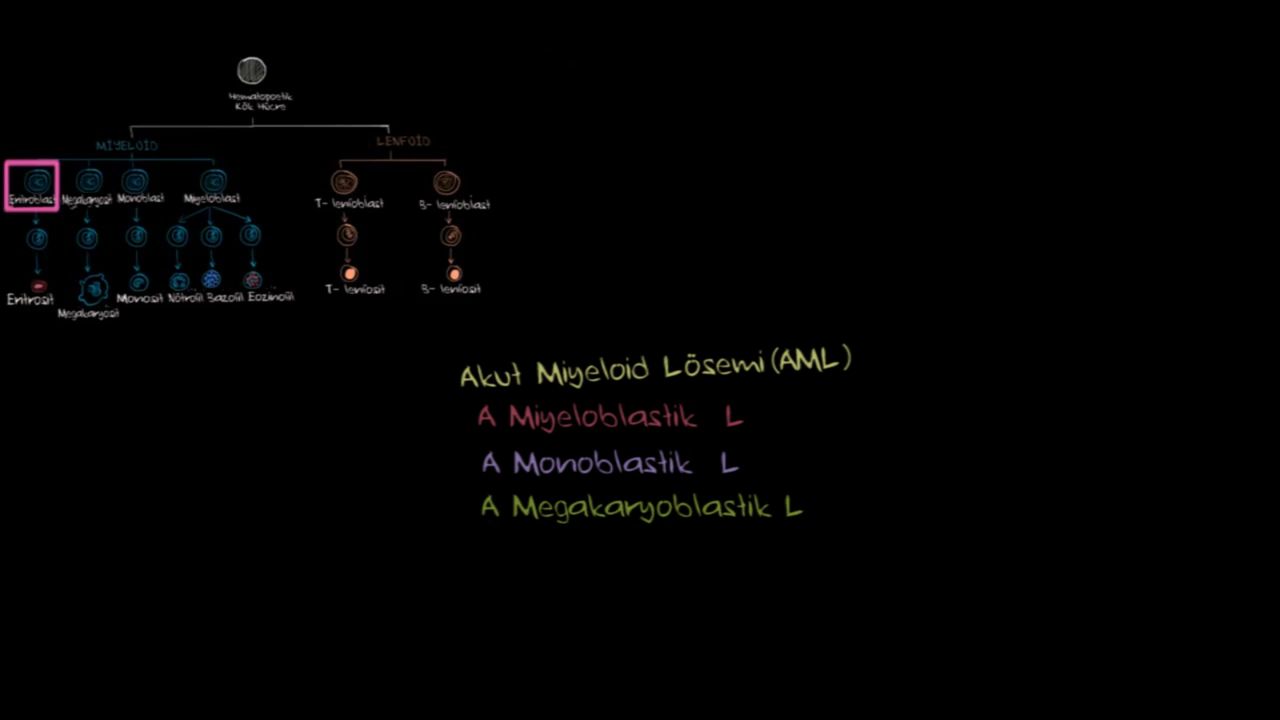 Hematopoetik
Kök Hücre
MİYELOİD
LENFOİD
Eritroblast Megakaryosit Monoblast Miyeloblast
T- lenfoblast B- lenfoblast
Eritrosit Megakaryosit Monosit Nötrofil Bazofil Eozinofil
T- lenfosit B- lenfosit
Akut Miyeloid Lösemi (AML)
A Miyeloblastik L
A Monoblastik L
A Megakaryoblastik L